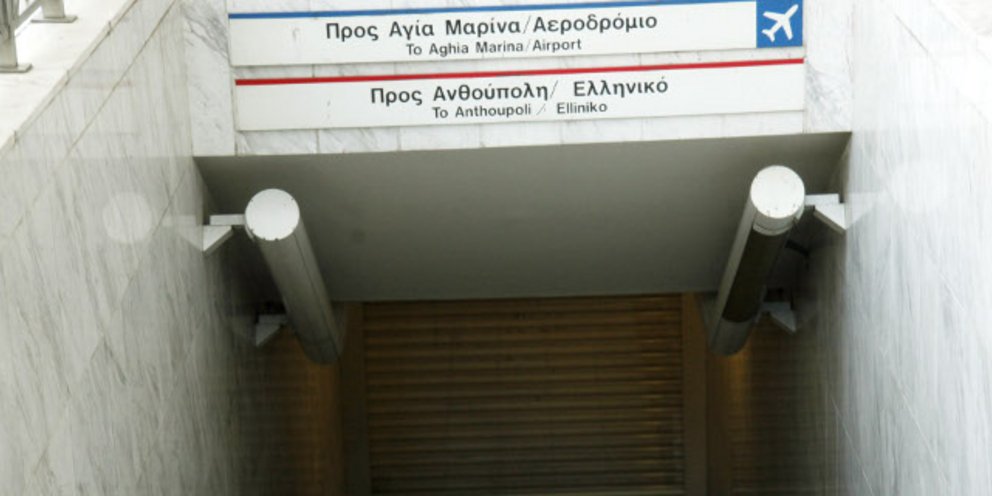 Προς Αγία Μαρίνα/Αεροδρόμιο
To Aghia Marina/Airport
Προς Ανθούπολη/ Ελληνικό
To Anthoupoli / Elliniko